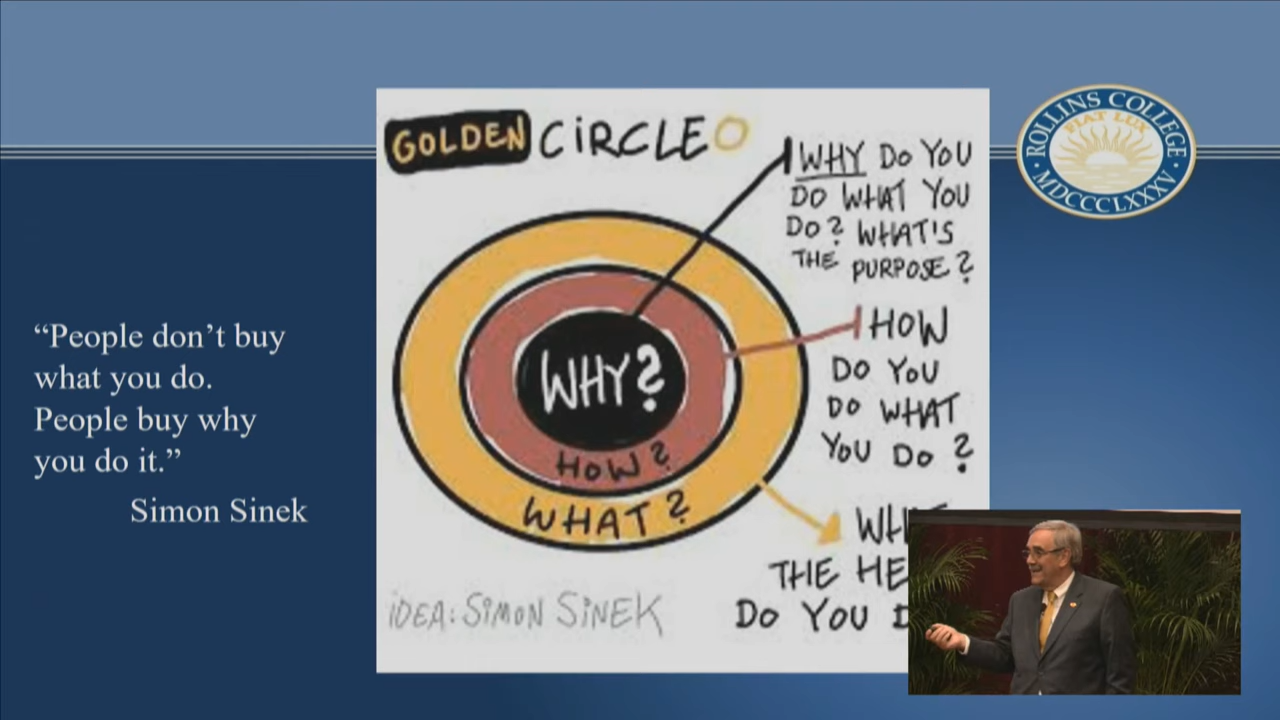 “People don’t buy
what you do.
People buy why
you do it.”
Simon Sinek
GOLDEN CiRCLE
WHY DO YOU
DO WHAT YOU
DO? WHAT'S
THE PURPOSE?
HOW
DO YOU
DO WHAT
YOU DO?
THE
DO YOU
WHY?
HOW?
WHAT?
iDEA: SiMON SiNEK
ROLLINS COLLEGE
FIAT LUX
MDCCCLXXXV